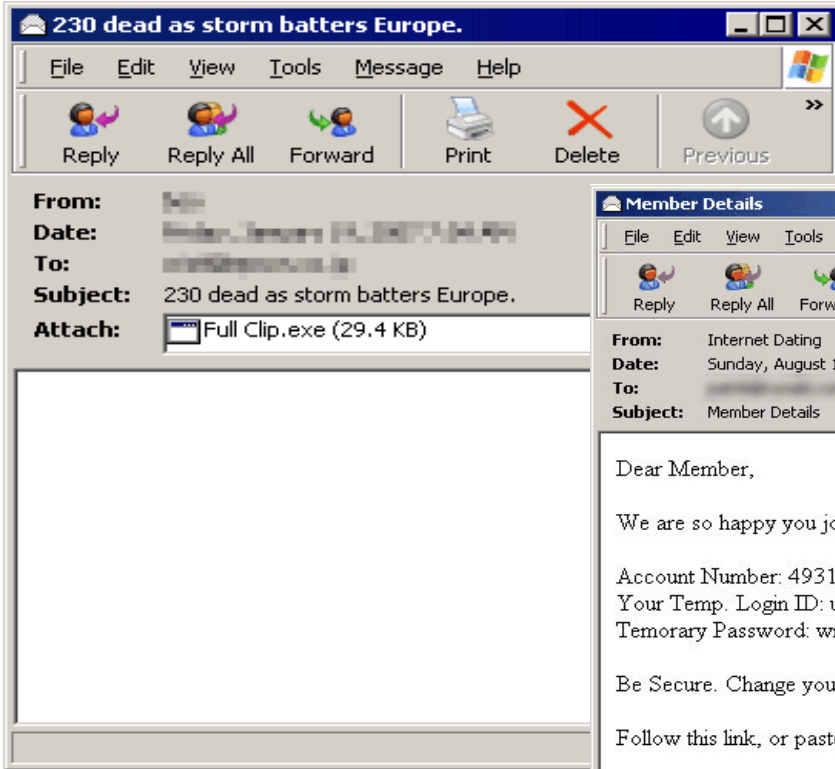 230 dead as storm batters Europe.
File Edit View Tools Message Help
Reply Reply All Forward Print Delete Previous
From:
Date:
To:
Subject: 230 dead as storm batters Europe.
Attach: Full Clip.exe (29.4 KB)
Member Details
File Edit View Tools
Reply Reply All
From: Internet Dating
Date: Sunday, August
To:
Subject: Member Details
Dear Member,
We are so happy you
Account Number: 4931
Your Temp. Login ID:
Temorary Password:
Be Secure. Change
Follow this link, or